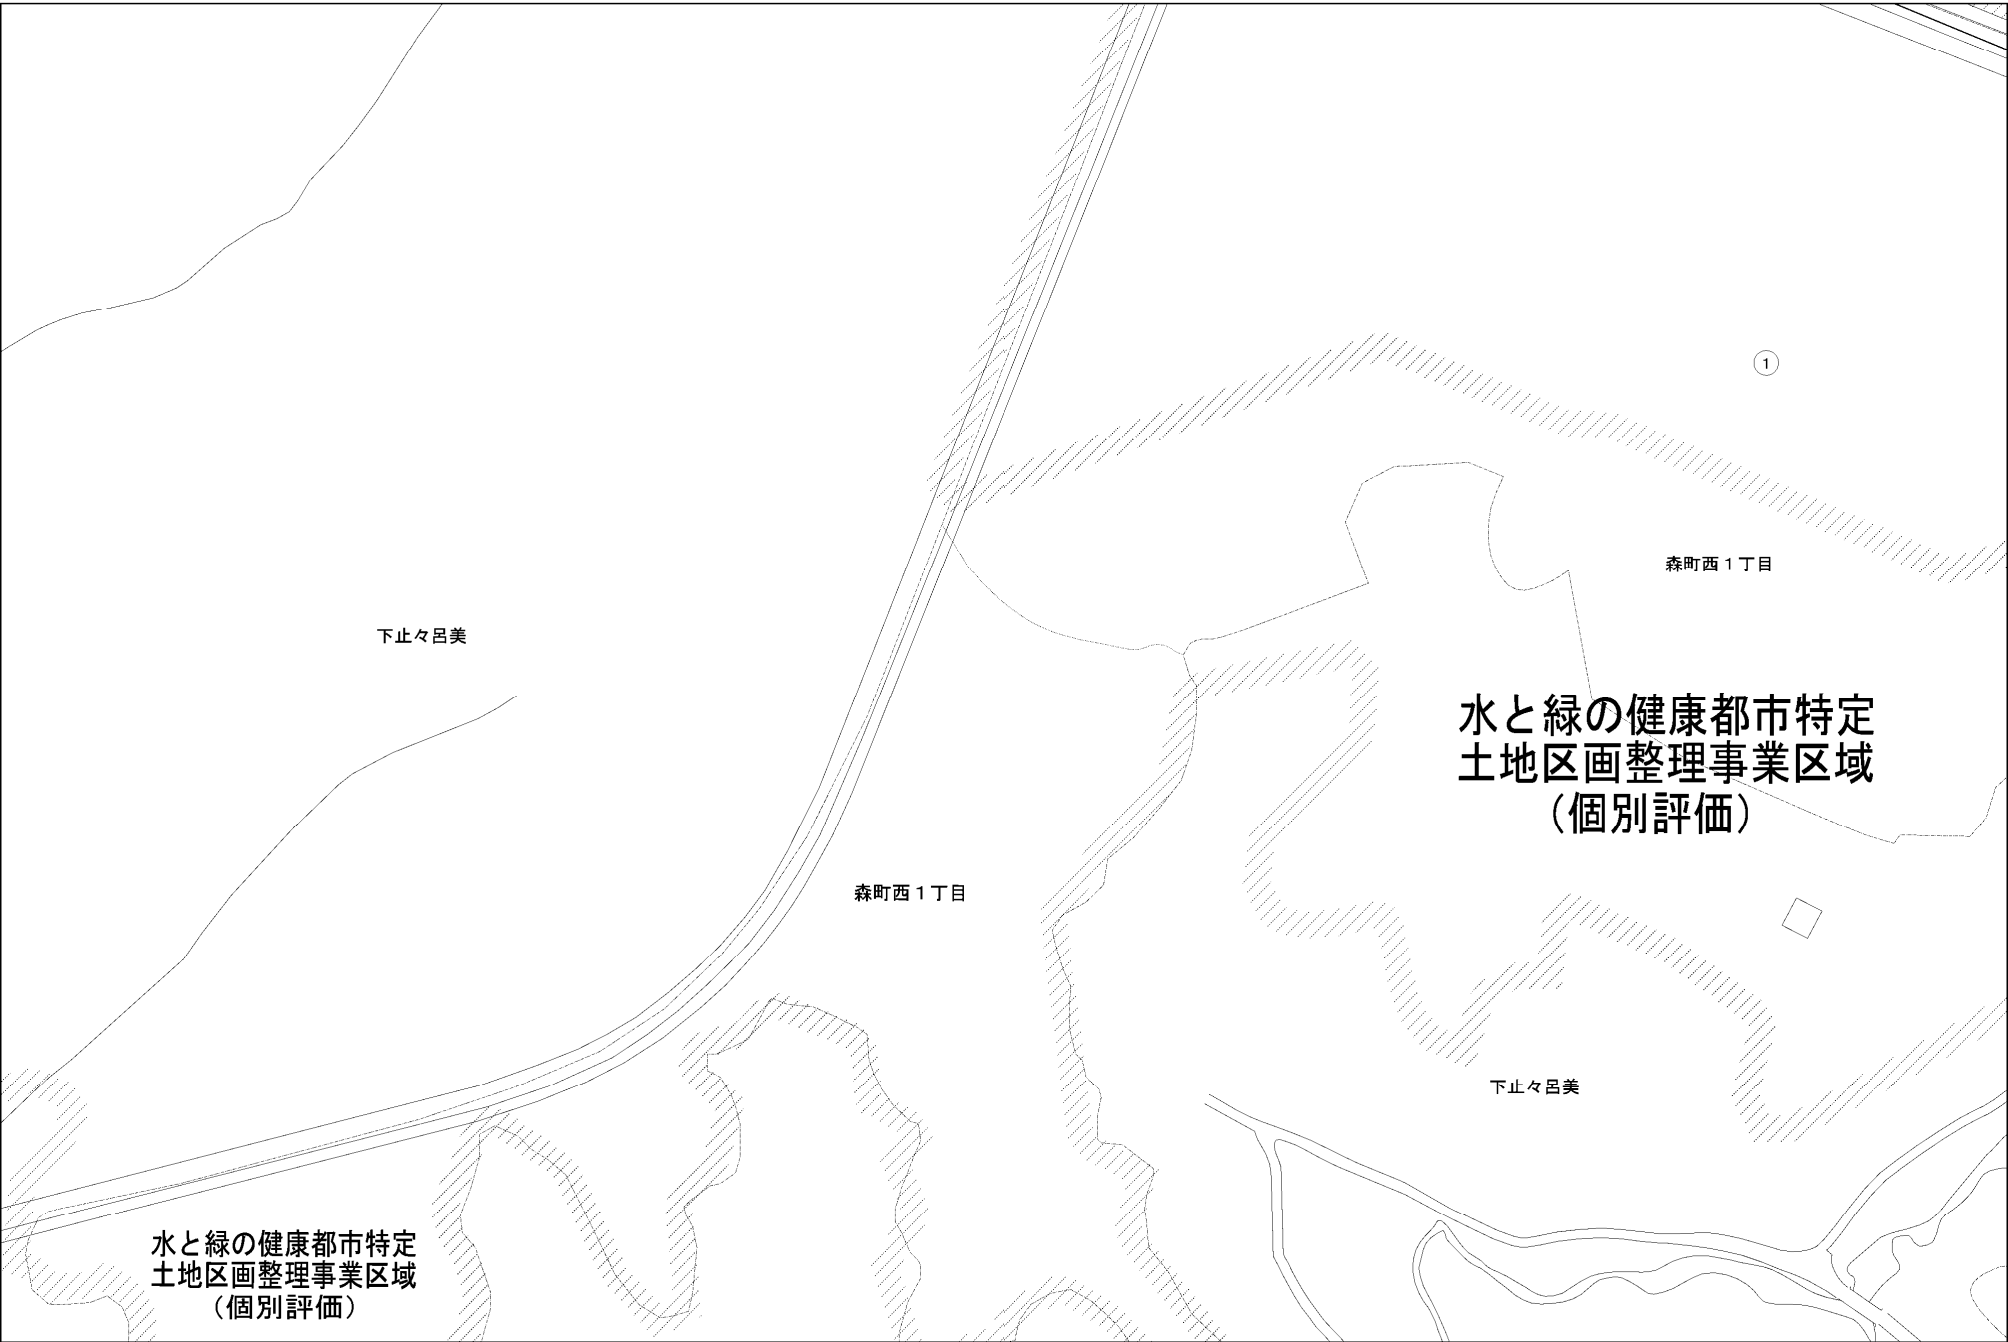 ①
森町西１丁目
下止々呂美
水と緑の健康都市特定
土地区画整理事業区域
（個別評価）
森町西１丁目
下止々呂美
水と緑の健康都市特定
土地区画整理事業区域
（個別評価）